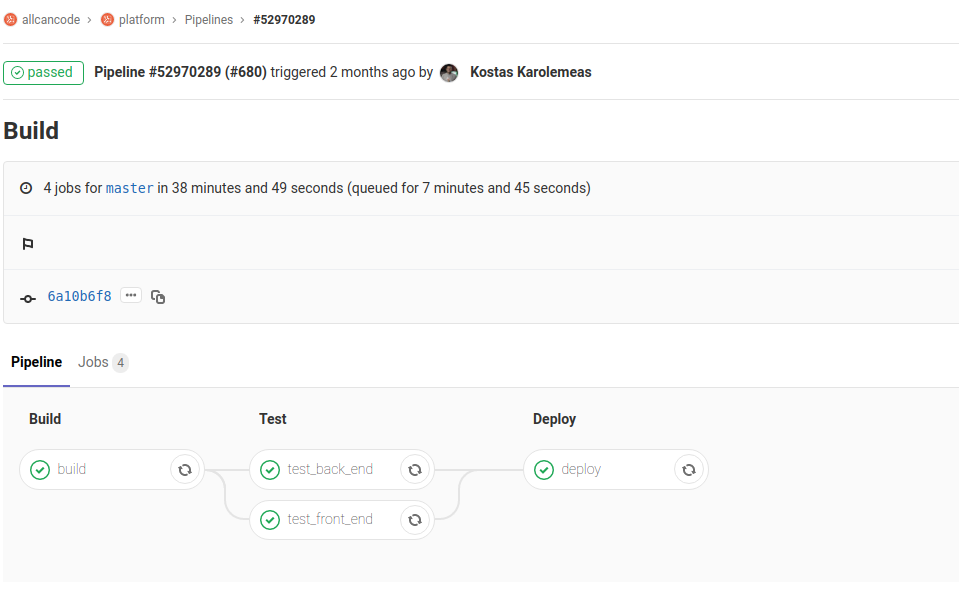 allcancode › platform › Pipelines › #52970289
passed Pipeline #52970289 (#680) triggered 2 months ago by Kostas Karolemeas
Build
4 jobs for master in 38 minutes and 49 seconds (queued for 7 minutes and 45 seconds)
6a10b6f8 ···
Pipeline Jobs 4
Build Test Deploy
build test_back_end deploy
test_front_end